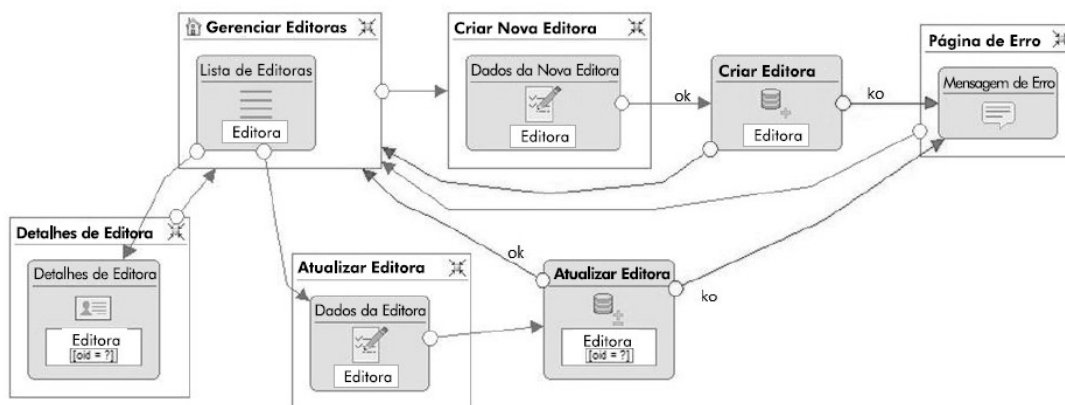 Gerenciar Editoras
Lista de Editoras
Editora
Criar Nova Editora
Dados da Nova Editora
Editora
ok
Criar Editora
Editora
ko
Página de Erro
Mensagem de Erro
Detalhes de Editora
Detalhes de Editora
Editora
[[oid = ?]]
Atualizar Editora
Dados da Editora
Editora
ok
Atualizar Editora
Editora
[[oid = ?]]
ko